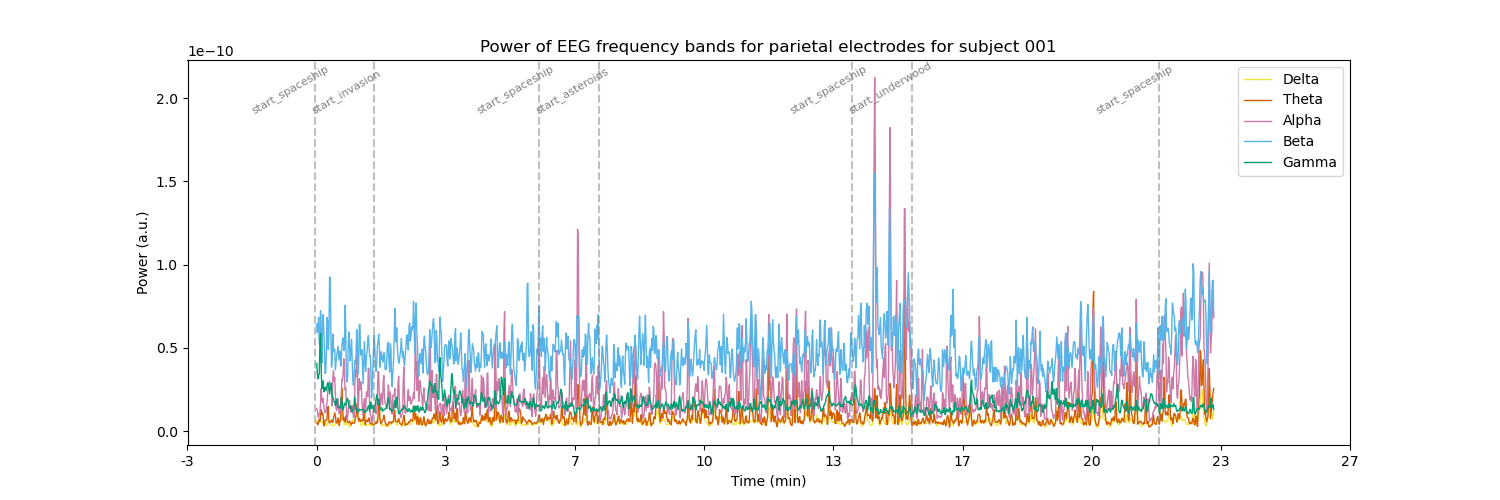 Power of EEG frequency bands for parietal electrodes for subject 001
1e−10
start_spaceship
start_invasion
start_spaceship
start_asteroids
start_spaceship
start_underwood
start_spaceship
Delta
Theta
Alpha
Beta
Gamma
2.0
1.5
1.0
0.5
0.0
Power (a.u.)
-3 0 3 7 10 13 17 20 23 27
Time (min)